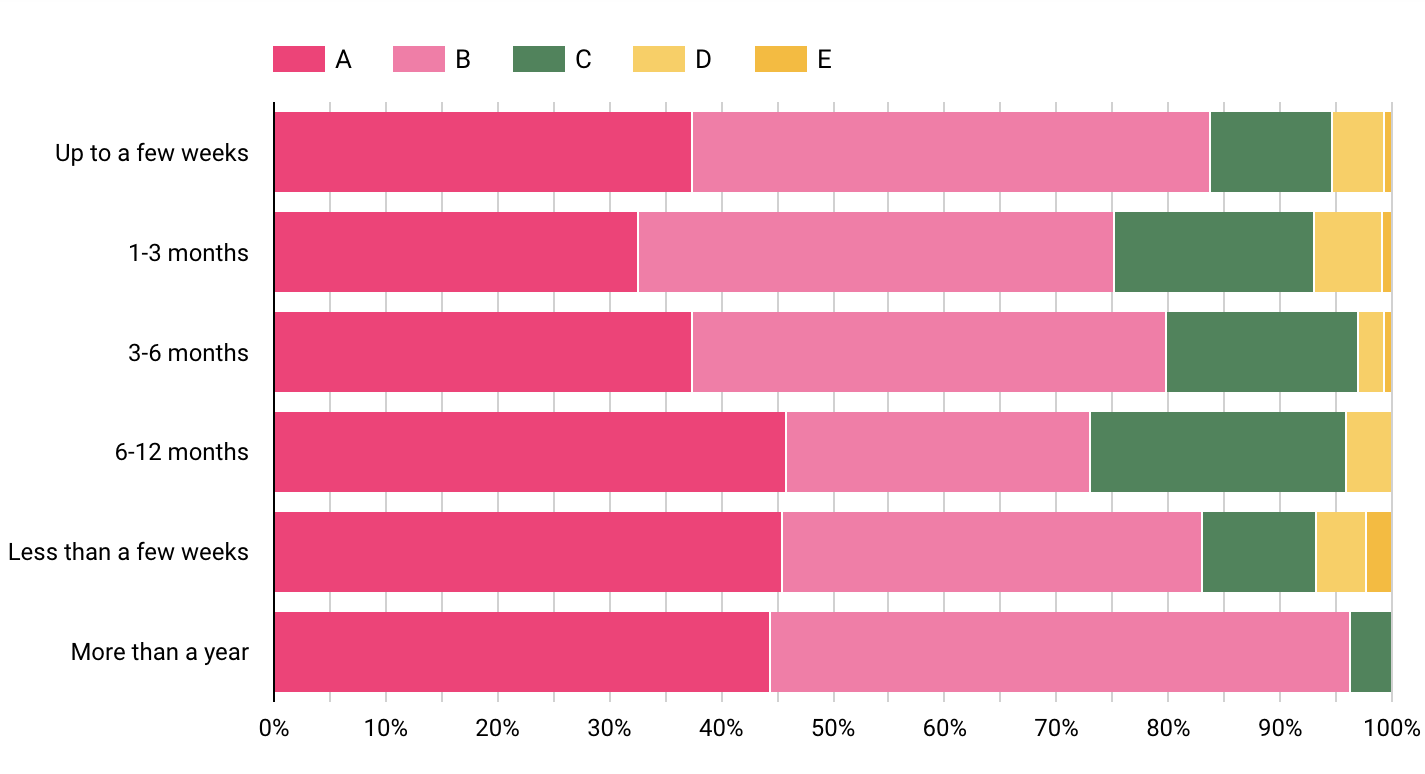 A B C D E
Up to a few weeks
1-3 months
3-6 months
6-12 months
Less than a few weeks
More than a year
0% 10% 20% 30% 40% 50% 60% 70% 80% 90% 100%